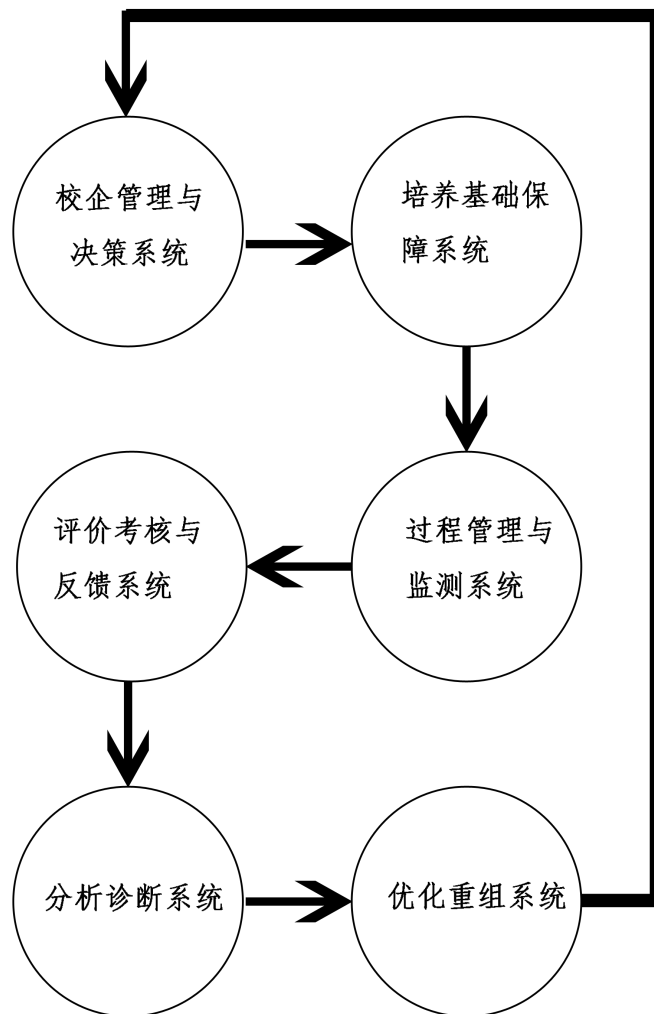 校企管理与
决策系统
培养基础保
障系统
评价考核与
反馈系统
过程管理与
监测系统
分析诊断系统
优化重组系统